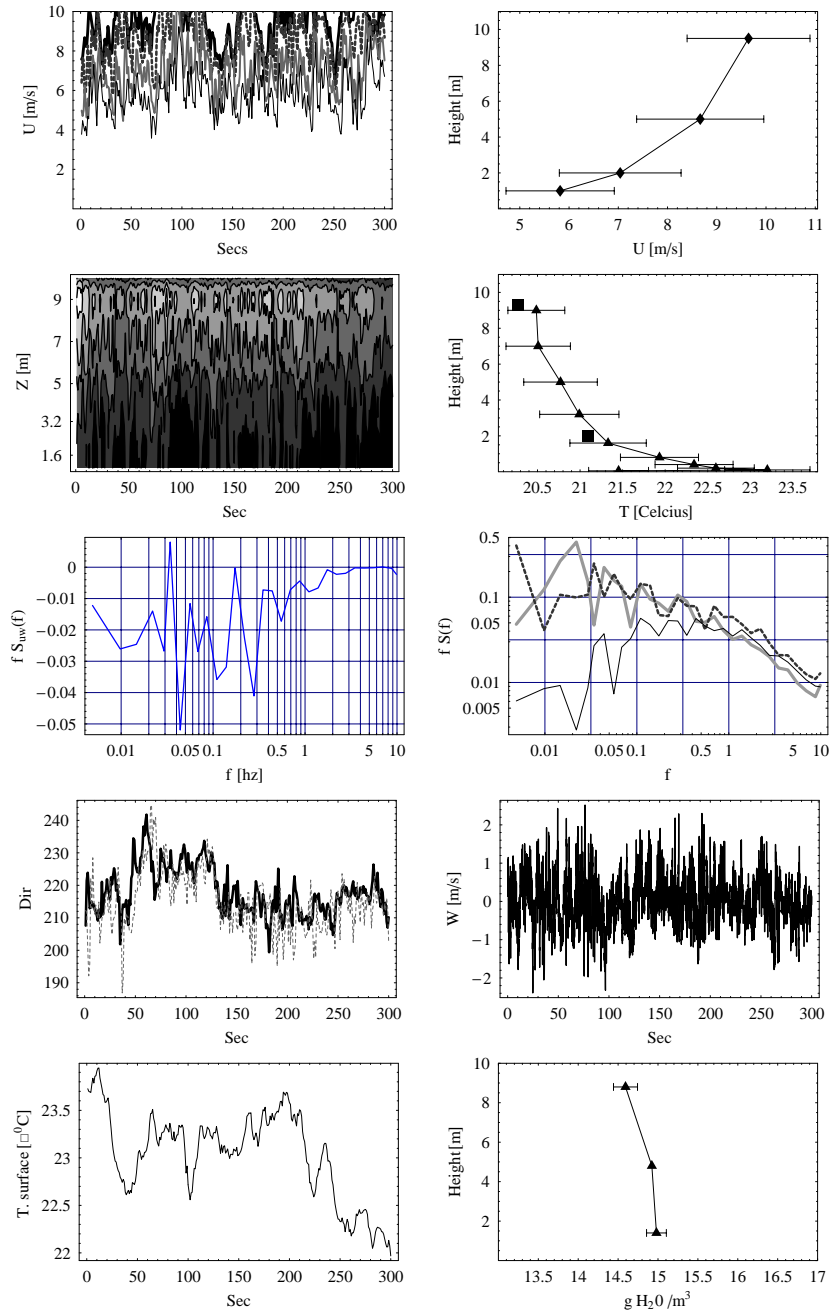 10
8
6
4
2
U [m/s]
0 50 100 150 200 250 300
Secs
10
8
6
4
2
Height [m]
5 6 7 8 9 10 11
U [m/s]
9
7
5
3.2
1.6
Z [m]
0 50 100 150 200 250 300
Sec
10
8
6
4
2
Height [m]
20.5 21 21.5 22 22.5 23 23.5
T [Celcius]
0
−0.01
−0.02
−0.03
−0.04
−0.05
f Suw(f)
0.01 0.05 0.1 0.5 1 5 10
f [hz]
0.5
0.1
0.05
0.01
0.005
f S(f)
0.01 0.05 0.1 0.5 1 5 10
f
240
230
220
210
200
190
Dir
0 50 100 150 200 250 300
Sec
2
1
0
−1
−2
W [m/s]
0 50 100 150 200 250 300
Sec
23.5
23
22.5
22
T. surface [□⁰C]
0 50 100 150 200 250 300
Sec
10
8
6
4
2
Height [m]
13.5 14 14.5 15 15.5 16 16.5 17
g H₂0 /m³